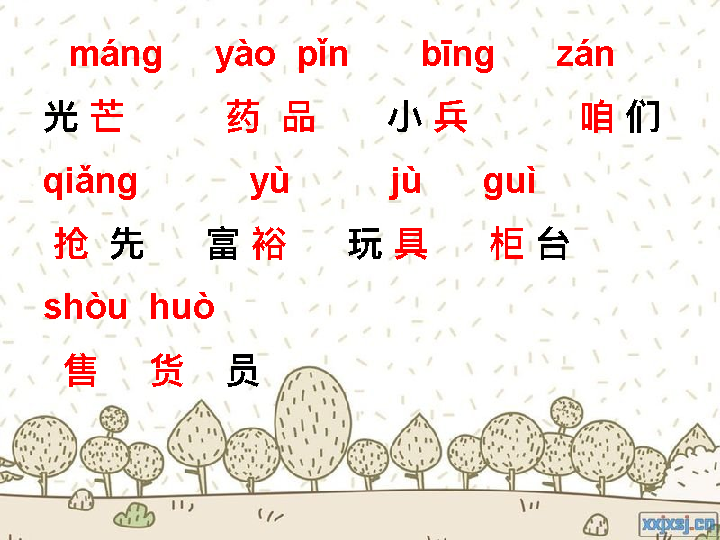 máng yào pǐn bīng zán
光芒 药品 小兵 咱们
qiǎng yù jù guì
抢先 富裕 玩具 柜台
shòu huò
售货员
xxjxsj.cn